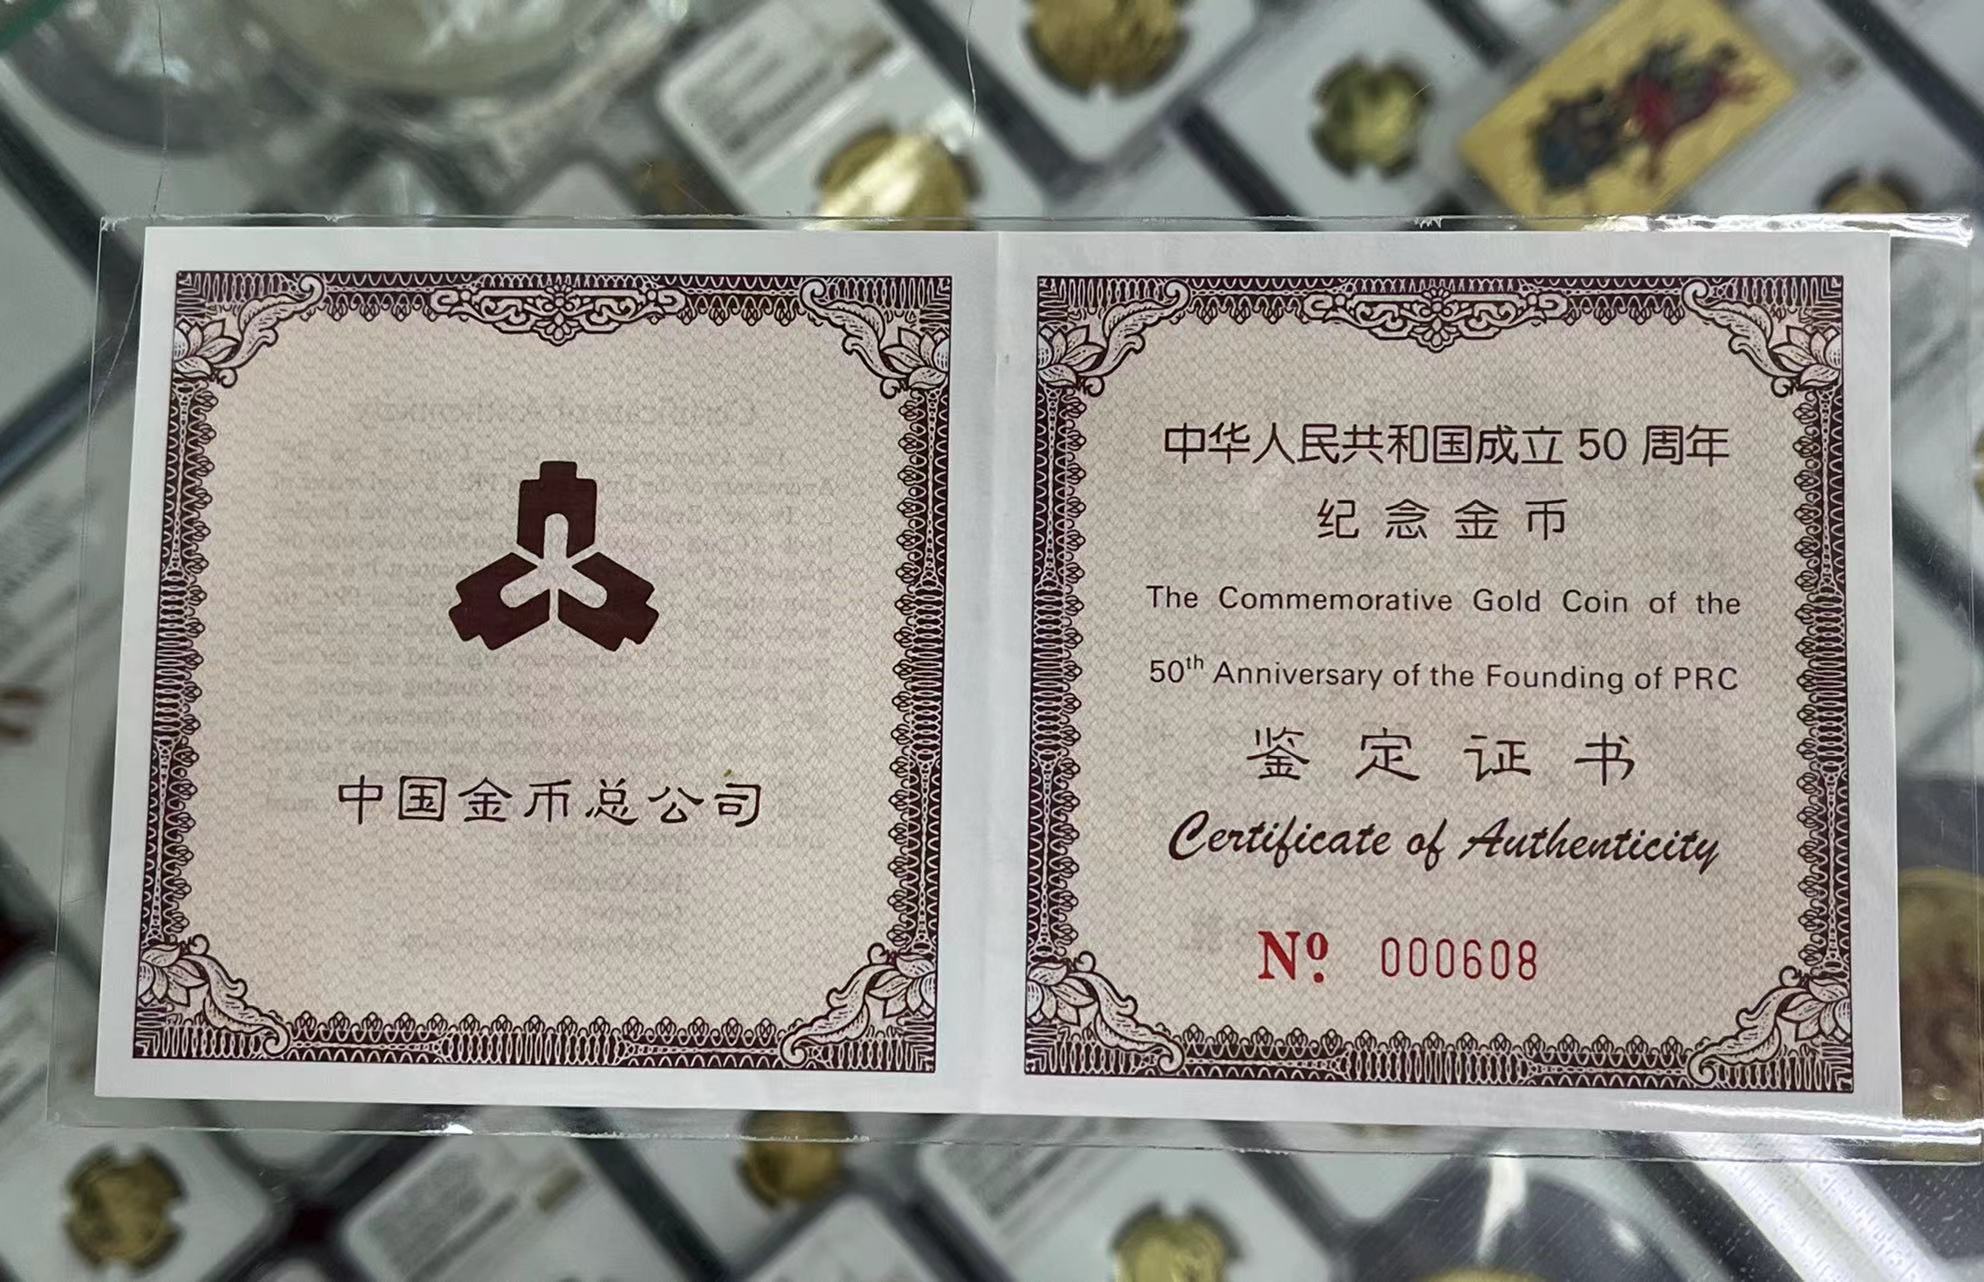 中国金币总公司
中华人民共和国成立 50 周年
纪念金币
The Commemorative Gold Coin of the
50th Anniversary of the Founding of PRC
鉴定证书
Certificate of Authenticity
Nº 000608